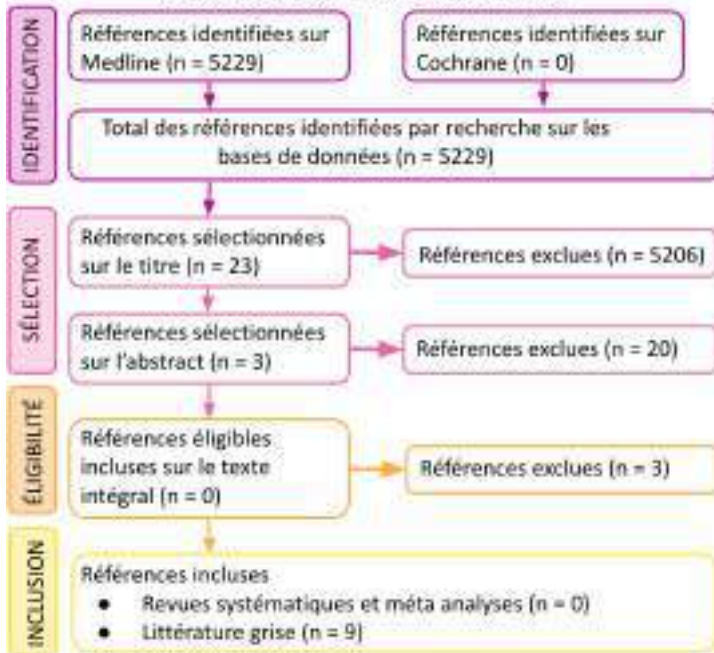 IDENTIFICATION
Références identifiées sur
Medline (n = 5229)
Références identifiées sur
Cochrane (n = 0)
Total des références identifiées par recherche sur les
bases de données (n = 5229)
SÉLECTION
Références sélectionnées
sur le titre (n = 23)
Références exclues (n = 5206)
Références sélectionnées
sur l'abstract (n = 3)
Références exclues (n = 20)
ÉLIGIBILITÉ
Références éligibles
incluses sur le texte
intégral (n = 0)
Références exclues (n = 3)
INCLUSION
Références incluses
● Revues systématiques et méta analyses (n = 0)
● Littérature grise (n = 9)